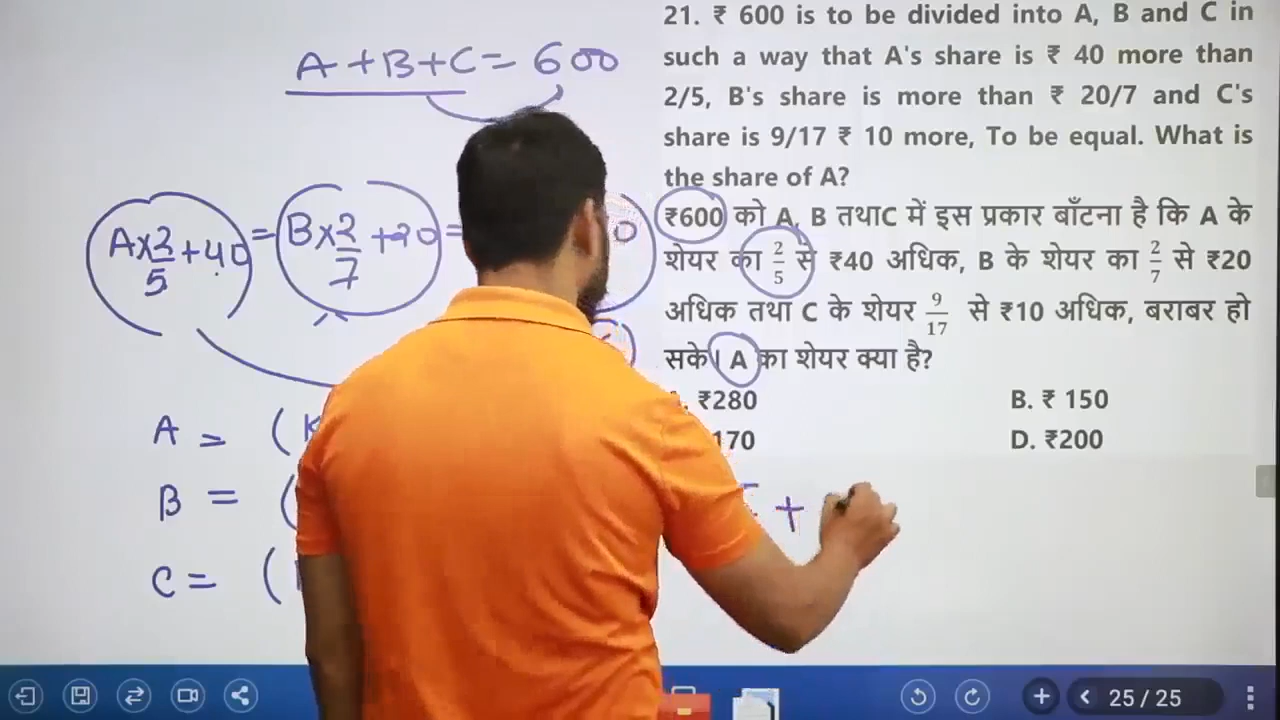 A+B+C=600
21. ₹ 600 is to be divided into A, B and C in
such a way that A's share is ₹ 40 more than
2/5, B's share is more than ₹ 20/7 and C's
share is 9/17 ₹ 10 more, To be equal. What is
the share of A?
₹600 को A, B तथाC में इस प्रकार बाँटना है कि A के
शेयर का 2/5 से ₹40 अधिक, B के शेयर का 2/7 से ₹20
अधिक तथा C के शेयर 9/17 से ₹10 अधिक, बराबर हो
सके। A का शेयर क्या है?
₹280 B. ₹ 150
170 D. ₹200
A×2/5+40 = B×2/7+20 =
A = (K
B = (
C = (
+
25 / 25